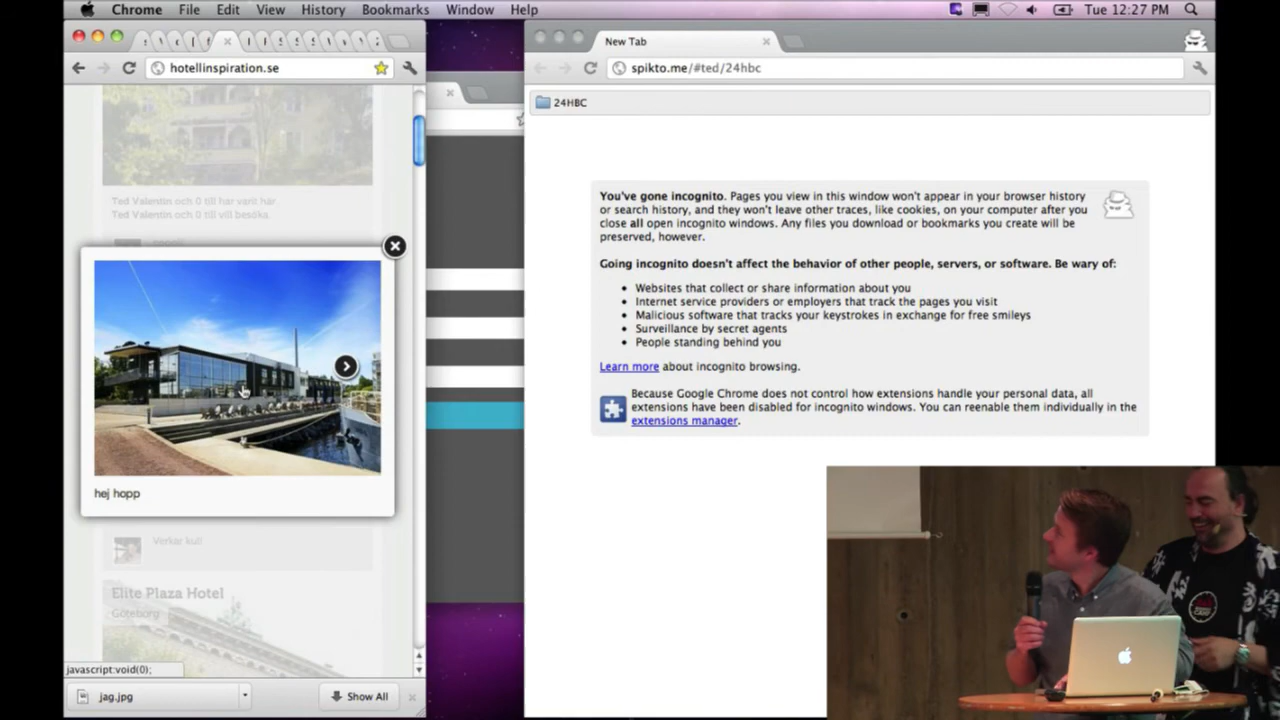 Chrome File Edit View History Bookmarks Window Help
Tue 12:27 PM
hotellinspiration.se
Ted Valentin och 0 till har varit här.
Ted Valentin och 0 till vill besöka.
hej hopp
Verkar kul!
Elite Plaza Hotel
Göteborg
javascript:void(0);
jag.jpg
Show All
New Tab
spikto.me/#ted/24hbc
24HBC
You've gone incognito. Pages you view in this window won't appear in your browser history
or search history, and they won't leave other traces, like cookies, on your computer after you
close all open incognito windows. Any files you download or bookmarks you create will be
preserved, however.
Going incognito doesn't affect the behavior of other people, servers, or software. Be wary of:
• Websites that collect or share information about you
• Internet service providers or employers that track the pages you visit
• Malicious software that tracks your keystrokes in exchange for free smileys
• Surveillance by secret agents
• People standing behind you
Learn more about incognito browsing.
Because Google Chrome does not control how extensions handle your personal data, all
extensions have been disabled for incognito windows. You can reenable them individually in the
extensions manager.